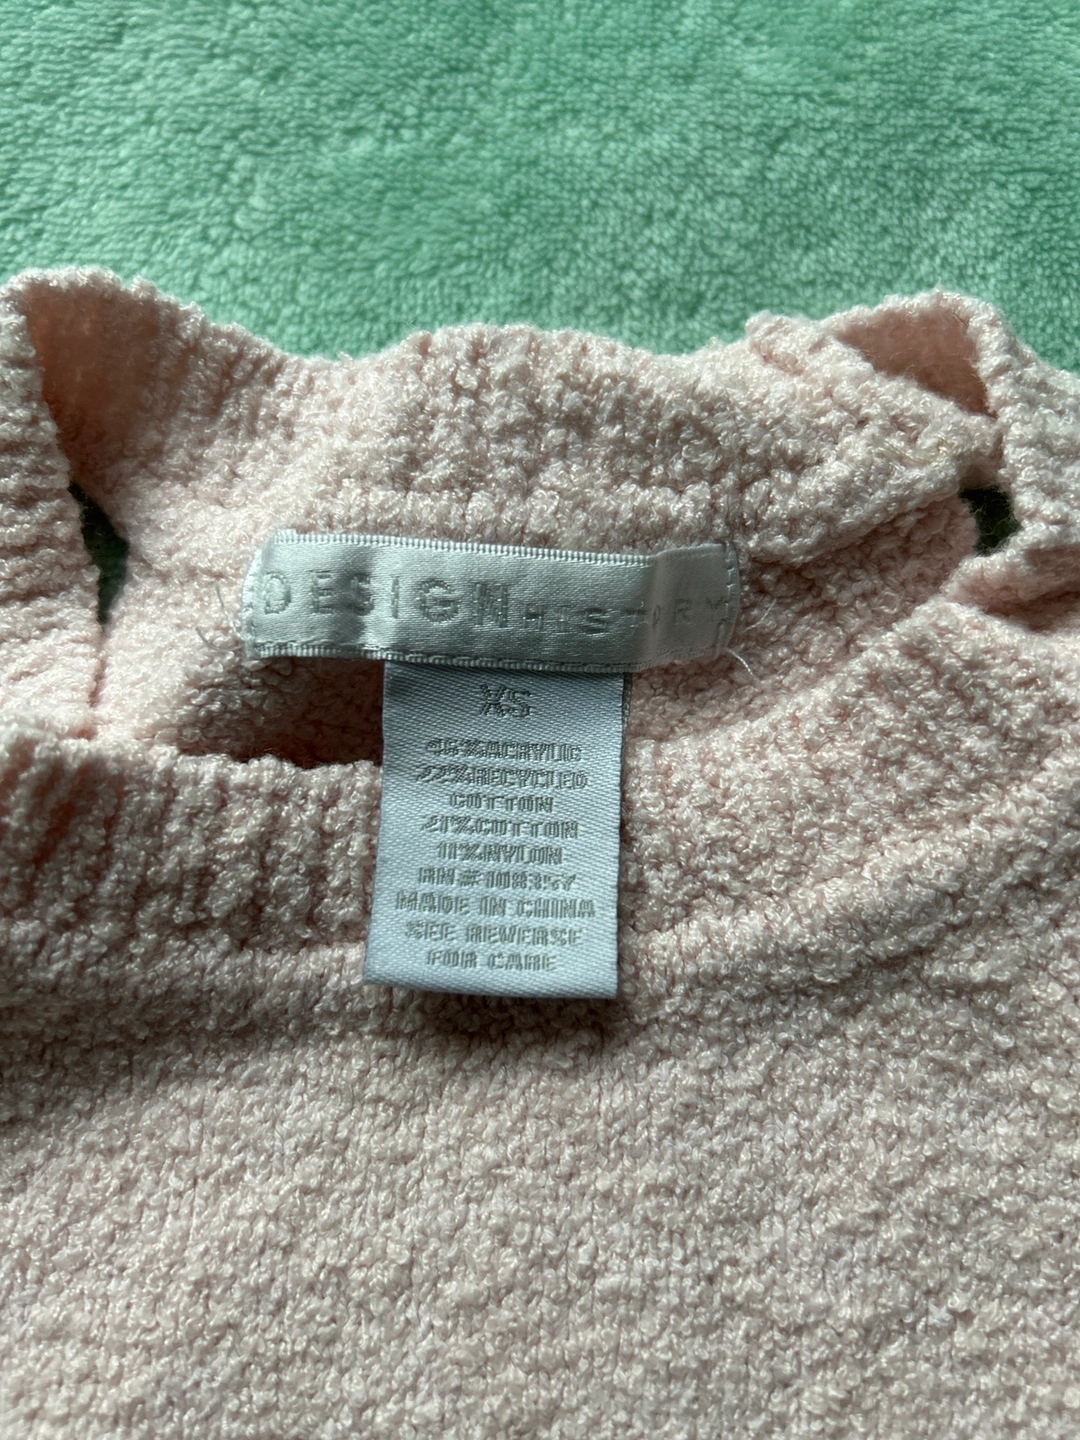 DESIGN HISTORY
XS
46%ACRYLIC
22%RECYCLED
COTTON
21%COTTON
11%NYLON
RN#108357
MADE IN CHINA
SEE REVERSE
FOR CARE